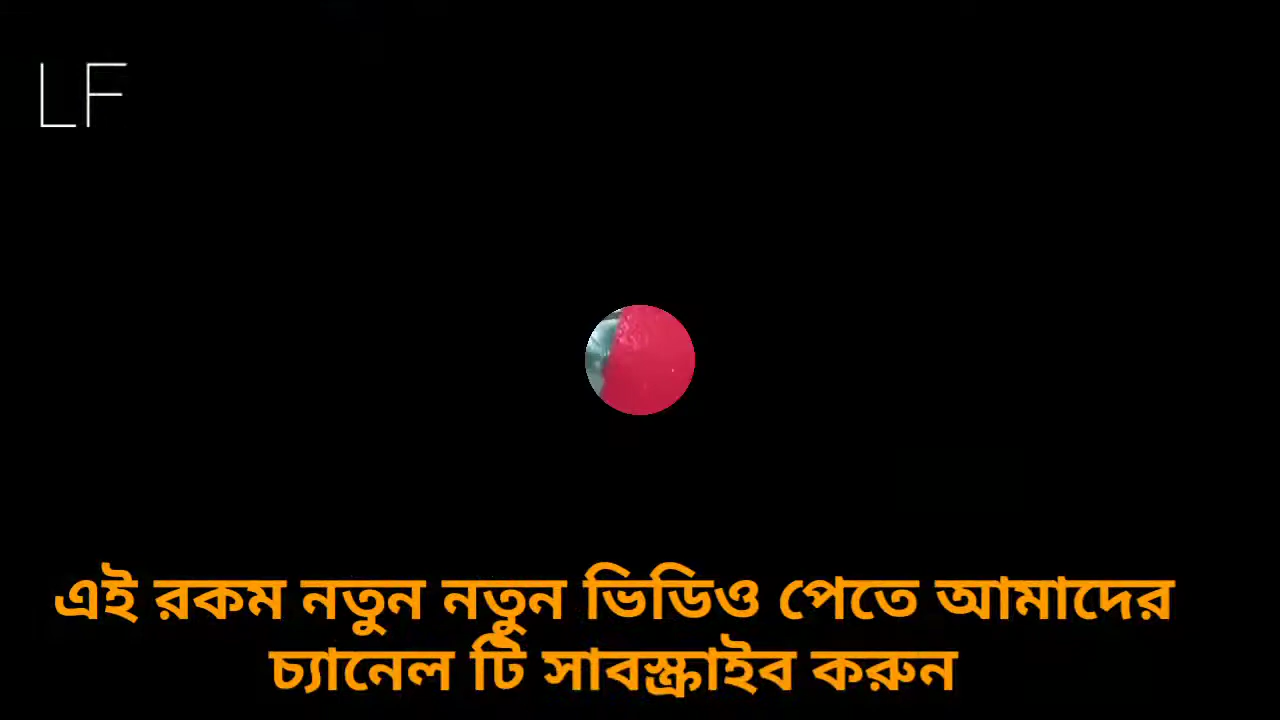 LF
এই রকম নতুন নতুন ভিডিও পেতে আমাদের
চ্যানেল টি সাবস্ক্রাইব করুন